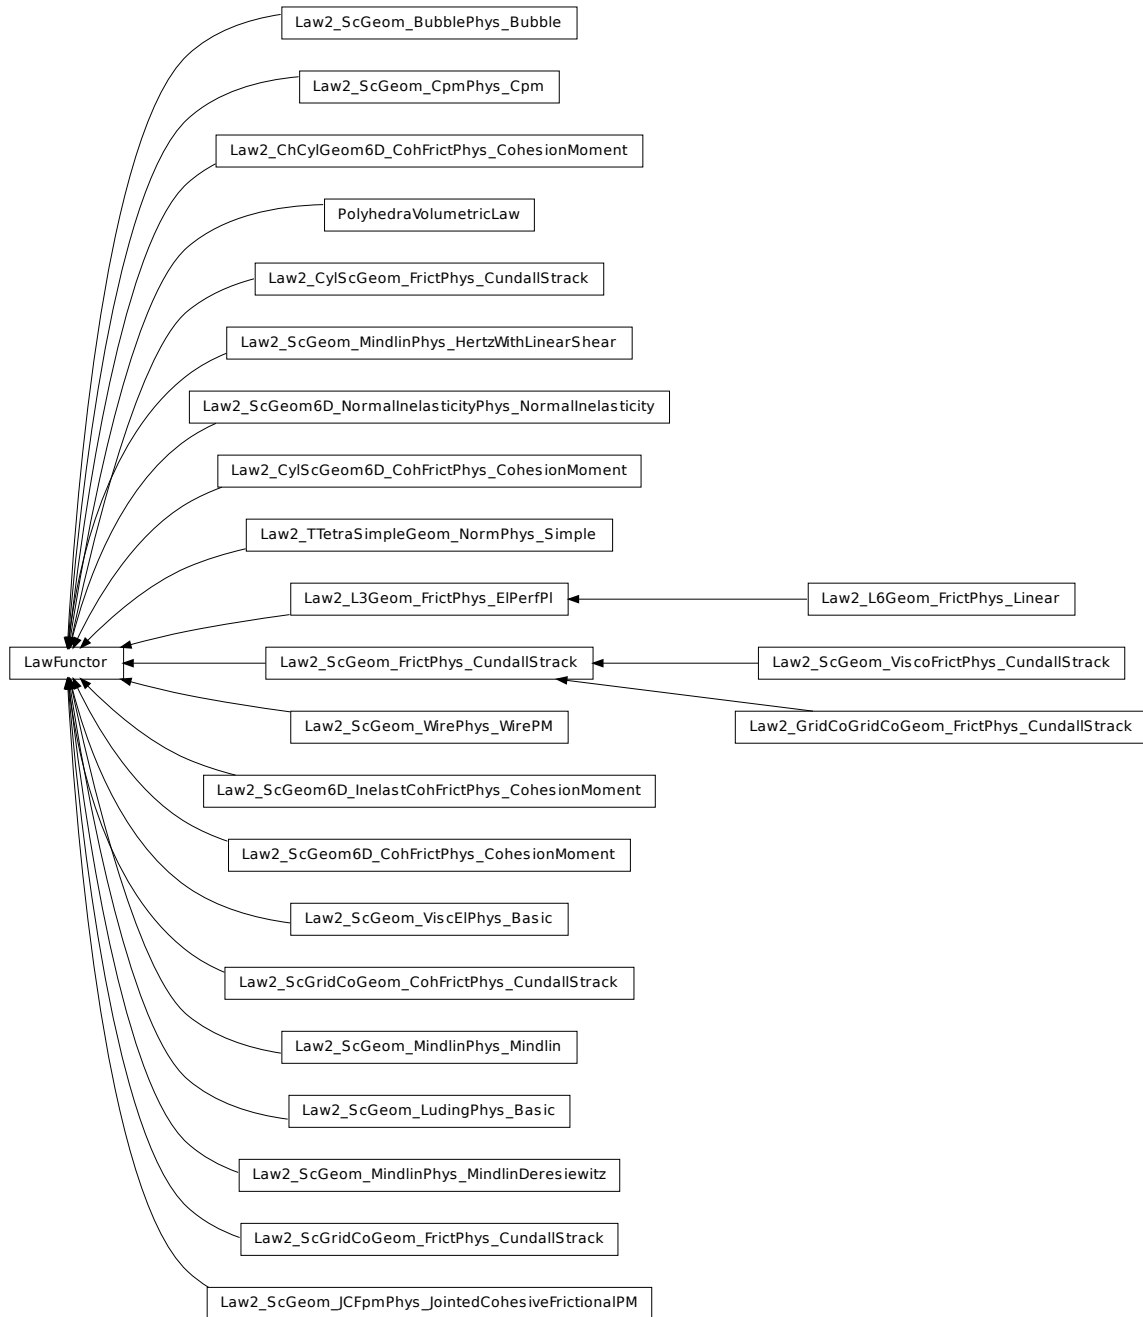 Law2_ScGeom_BubblePhys_Bubble
Law2_ScGeom_CpmPhys_Cpm
Law2_ChCylGeom6D_CohFrictPhys_CohesionMoment
PolyhedraVolumetricLaw
Law2_CylScGeom_FrictPhys_CundallStrack
Law2_ScGeom_MindlinPhys_HertzWithLinearShear
Law2_ScGeom6D_NormalInelasticityPhys_NormalInelasticity
Law2_CylScGeom6D_CohFrictPhys_CohesionMoment
Law2_TTetraSimpleGeom_NormPhys_Simple
Law2_L3Geom_FrictPhys_ElPerfPl
Law2_L6Geom_FrictPhys_Linear
LawFunctor
Law2_ScGeom_FrictPhys_CundallStrack
Law2_ScGeom_ViscoFrictPhys_CundallStrack
Law2_ScGeom_WirePhys_WirePM
Law2_GridCoGridCoGeom_FrictPhys_CundallStrack
Law2_ScGeom6D_InelastCohFrictPhys_CohesionMoment
Law2_ScGeom6D_CohFrictPhys_CohesionMoment
Law2_ScGeom_ViscElPhys_Basic
Law2_ScGridCoGeom_CohFrictPhys_CundallStrack
Law2_ScGeom_MindlinPhys_Mindlin
Law2_ScGeom_LudingPhys_Basic
Law2_ScGeom_MindlinPhys_MindlinDeresiewitz
Law2_ScGridCoGeom_FrictPhys_CundallStrack
Law2_ScGeom_JCFpmPhys_JointedCohesiveFrictionalPM